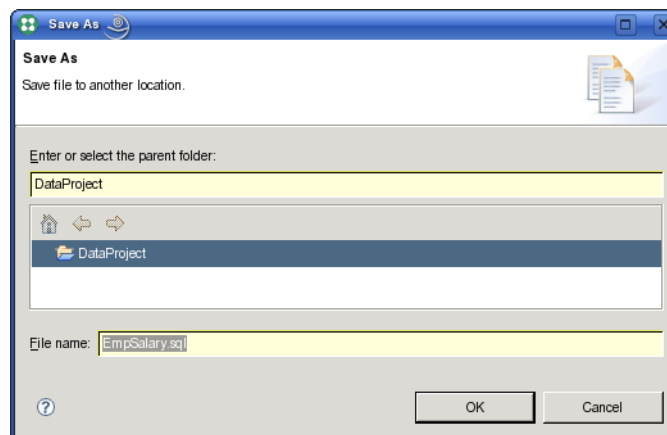 Save As
Save As
Save file to another location.
Enter or select the parent folder:
DataProject
DataProject
File name: EmpSalary.sql
OK Cancel